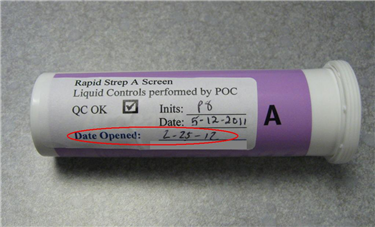 Rapid Strep A Screen
Liquid Controls performed by POC
QC OK ☑ Inits: P8
Date: 5-12-2011
Date Opened: 2-25-12
A